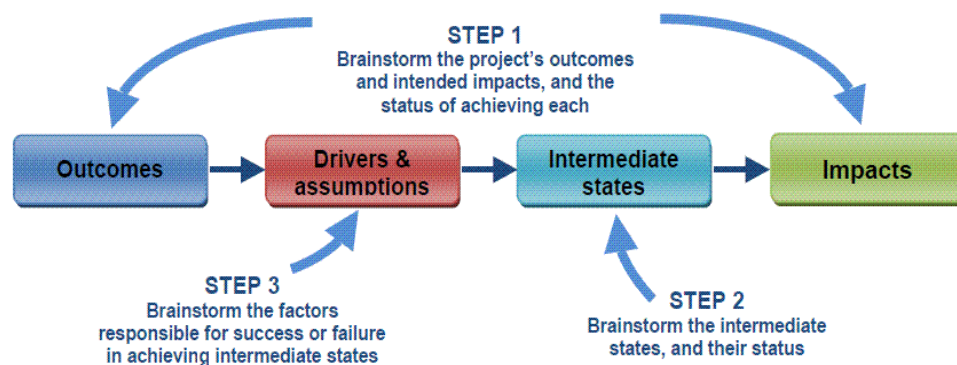 STEP 1
Brainstorm the project's outcomes
and intended impacts, and the
status of achieving each
Outcomes
Drivers &
assumptions
Intermediate
states
Impacts
STEP 3
Brainstorm the factors
responsible for success or failure
in achieving intermediate states
STEP 2
Brainstorm the intermediate
states, and their status